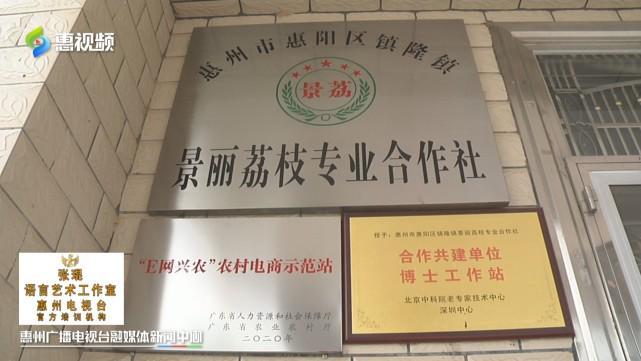 惠视频
惠州市惠阳区镇隆镇
景荔
景丽荔枝专业合作社
“E网兴农”农村电商示范站
广东省人力资源和社会保障厅
广东省农业农村厅
二〇二〇年
授予：惠州市惠阳区镇隆镇景丽荔枝专业合作社
合作共建单位
博士工作站
北京中科院老专家技术中心
深圳中心
张琨
语言艺术工作室
惠州电视台
官方培训机构
惠州广播电视台融媒体新闻中心